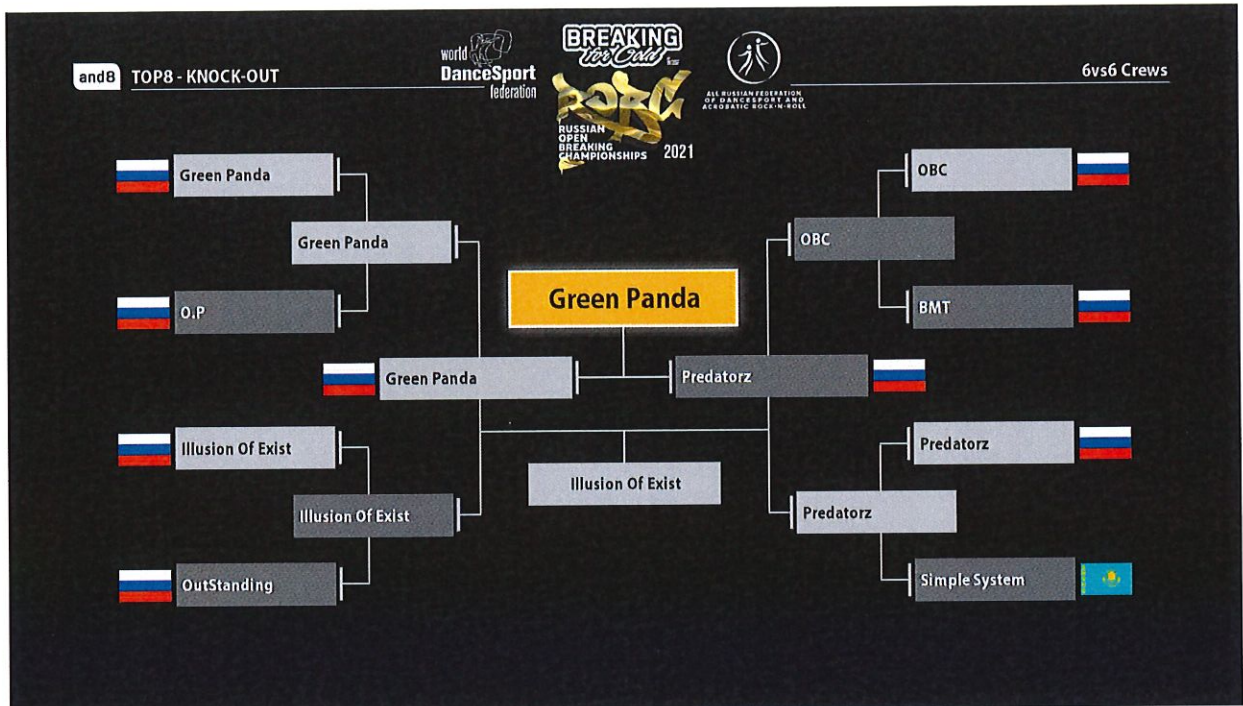 and8 TOP8 - KNOCK-OUT
world
DanceSport
federation
BREAKING
for Gold
RUSSIAN
OPEN
BREAKING
CHAMPIONSHIPS 2021
ALL RUSSIAN FEDERATION
OF DANCESPORT AND
ACROBATIC ROCK-N-ROLL
6vs6 Crews
Green Panda
OBC
Green Panda
OBC
O.P
BMT
Green Panda
Green Panda
Predatorz
Illusion Of Exist
Predatorz
Illusion Of Exist
Illusion Of Exist
Predatorz
OutStanding
Simple System